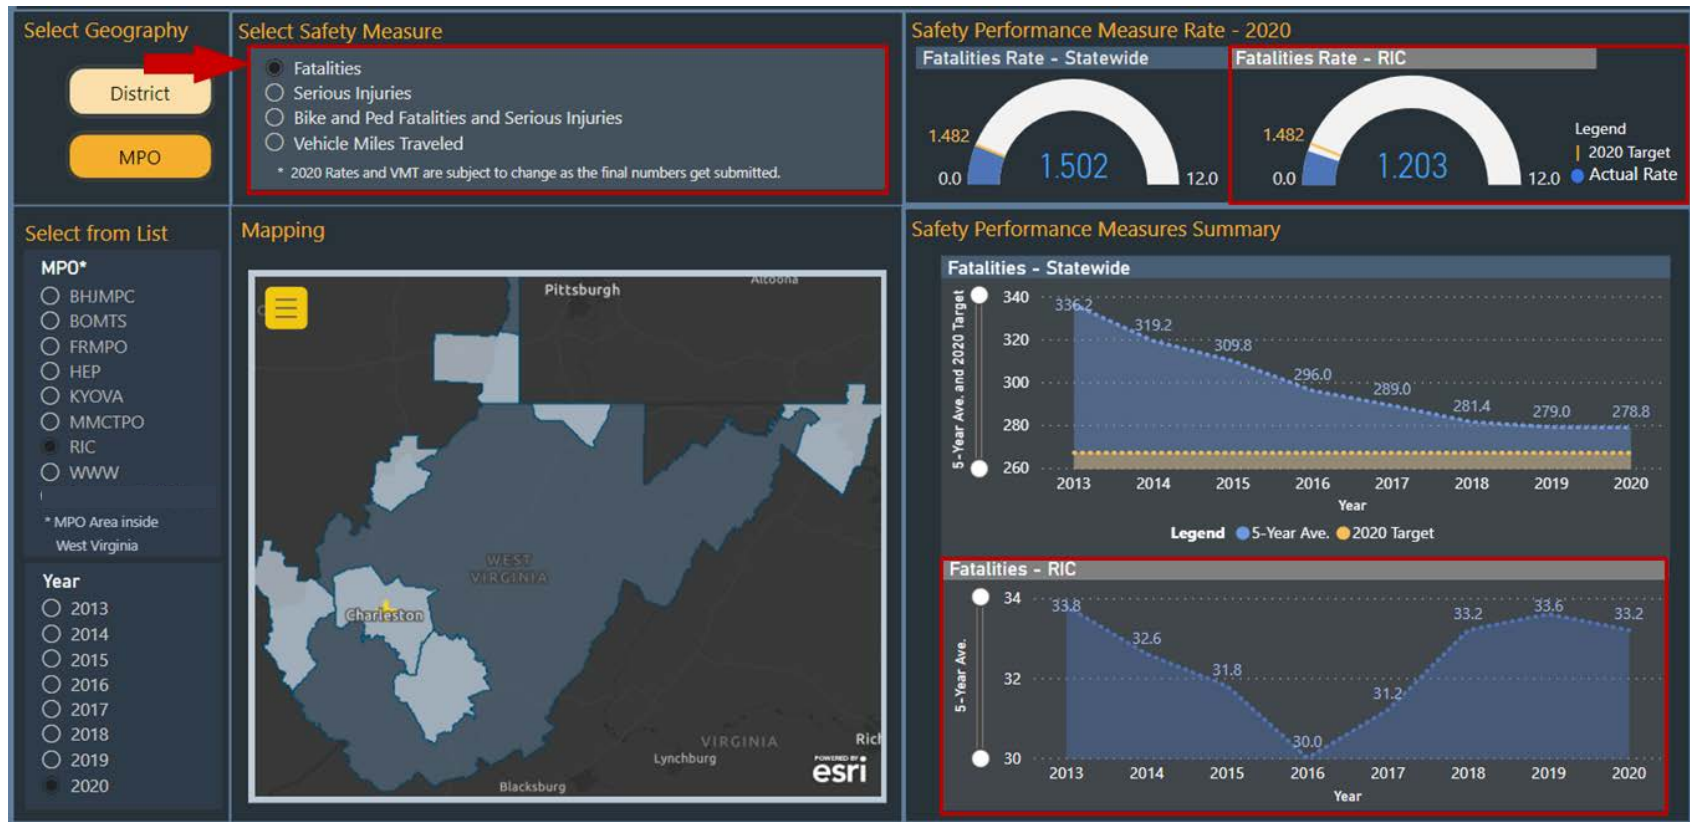 Select Geography
District
MPO
Select Safety Measure
Fatalities
Serious Injuries
Bike and Ped Fatalities and Serious Injuries
Vehicle Miles Traveled
* 2020 Rates and VMT are subject to change as the final numbers get submitted.
Safety Performance Measure Rate - 2020
Fatalities Rate - Statewide
1.482
1.502
0.0
12.0
Fatalities Rate - RIC
1.482
1.203
0.0
12.0
Legend
2020 Target
Actual Rate
Select from List
MPO*
BHJMPC
BOMTS
FRMPO
HEP
KYOVA
MMCTPO
RIC
WWW
* MPO Area inside
West Virginia
Year
2013
2014
2015
2016
2017
2018
2019
2020
Mapping
Pittsburgh
Altoona
WEST
VIRGINIA
Charleston
VIRGINIA
Rich
Lynchburg
Blacksburg
POWERED BY
esri
Safety Performance Measures Summary
Fatalities - Statewide
5-Year Ave. and 2020 Target
340
320
300
280
260
336.2
319.2
309.8
296.0
289.0
281.4
279.0
278.8
2013 2014 2015 2016 2017 2018 2019 2020
Year
Legend 5-Year Ave. 2020 Target
Fatalities - RIC
5-Year Ave.
34
32
30
33.8
32.6
31.8
30.0
31.2
33.2
33.6
33.2
2013 2014 2015 2016 2017 2018 2019 2020
Year